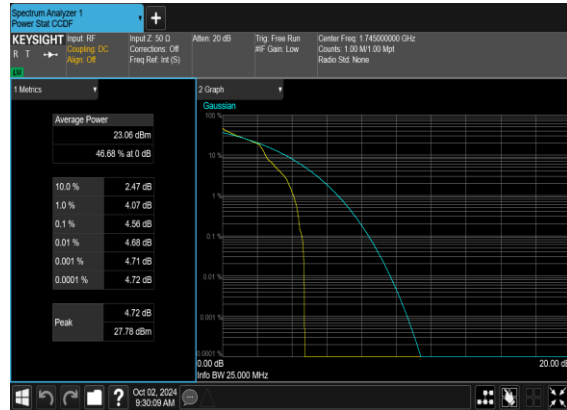 Spectrum Analyzer 1
Power Stat CCDF
KEYSIGHT
R T
Input: RF
Coupling: DC
Align: Off
Input Z: 50 Ω
Corrections: Off
Freq Ref: Int (S)
Atten: 20 dB
Trig: Free Run
#IF Gain: Low
Center Freq: 1.745000000 GHz
Counts: 1.00 M/1.00 Mpt
Radio Std: None
1 Metrics
Average Power
23.06 dBm
46.68 % at 0 dB
10.0 % 2.47 dB
1.0 % 4.07 dB
0.1 % 4.56 dB
0.01 % 4.68 dB
0.001 % 4.71 dB
0.0001 % 4.72 dB
Peak
4.72 dB
27.78 dBm
2 Graph
Gaussian
100 %
10 %
1 %
0.1 %
0.01 %
0.001 %
0.0001 %
0.00 dB
20.00 dB
Info BW 25.000 MHz
Oct 02, 2024
9:30:09 AM